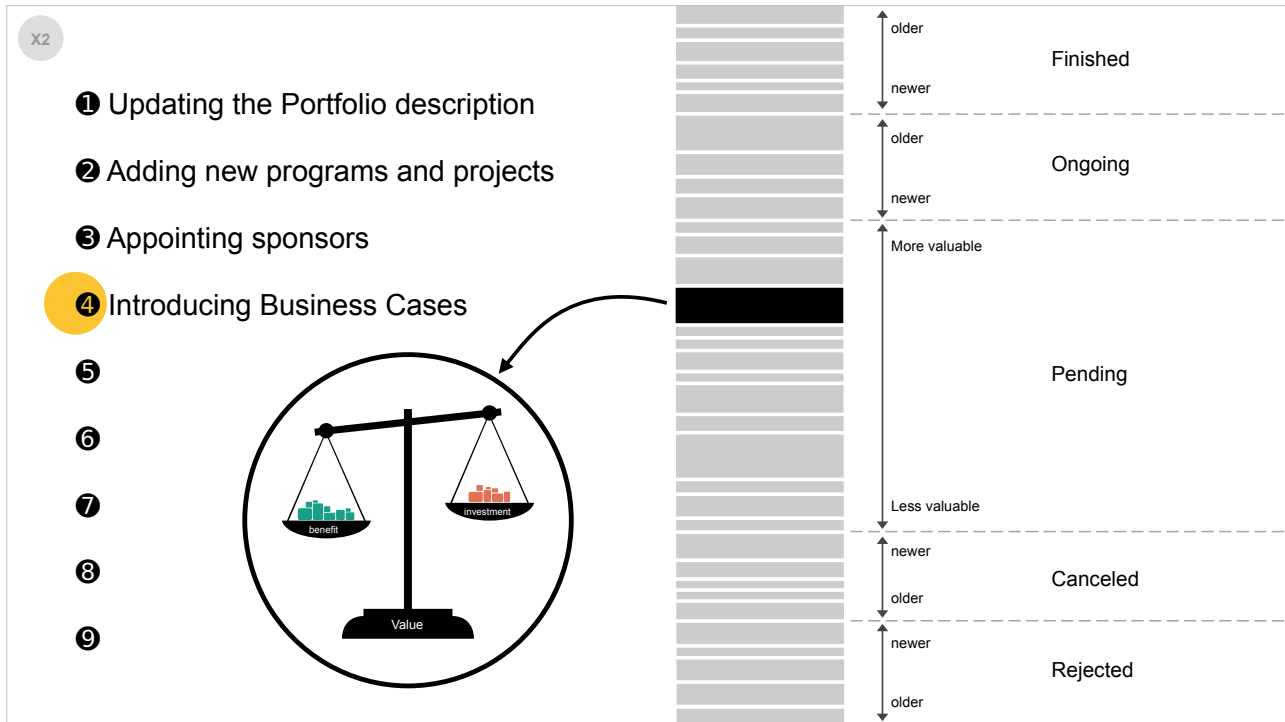 X2
❶ Updating the Portfolio description
❷ Adding new programs and projects
❸ Appointing sponsors
❹ Introducing Business Cases
❺
❻
❼
❽
❾
benefit
investment
Value
older
newer
Finished
older
newer
Ongoing
More valuable
Less valuable
Pending
newer
older
Canceled
newer
older
Rejected